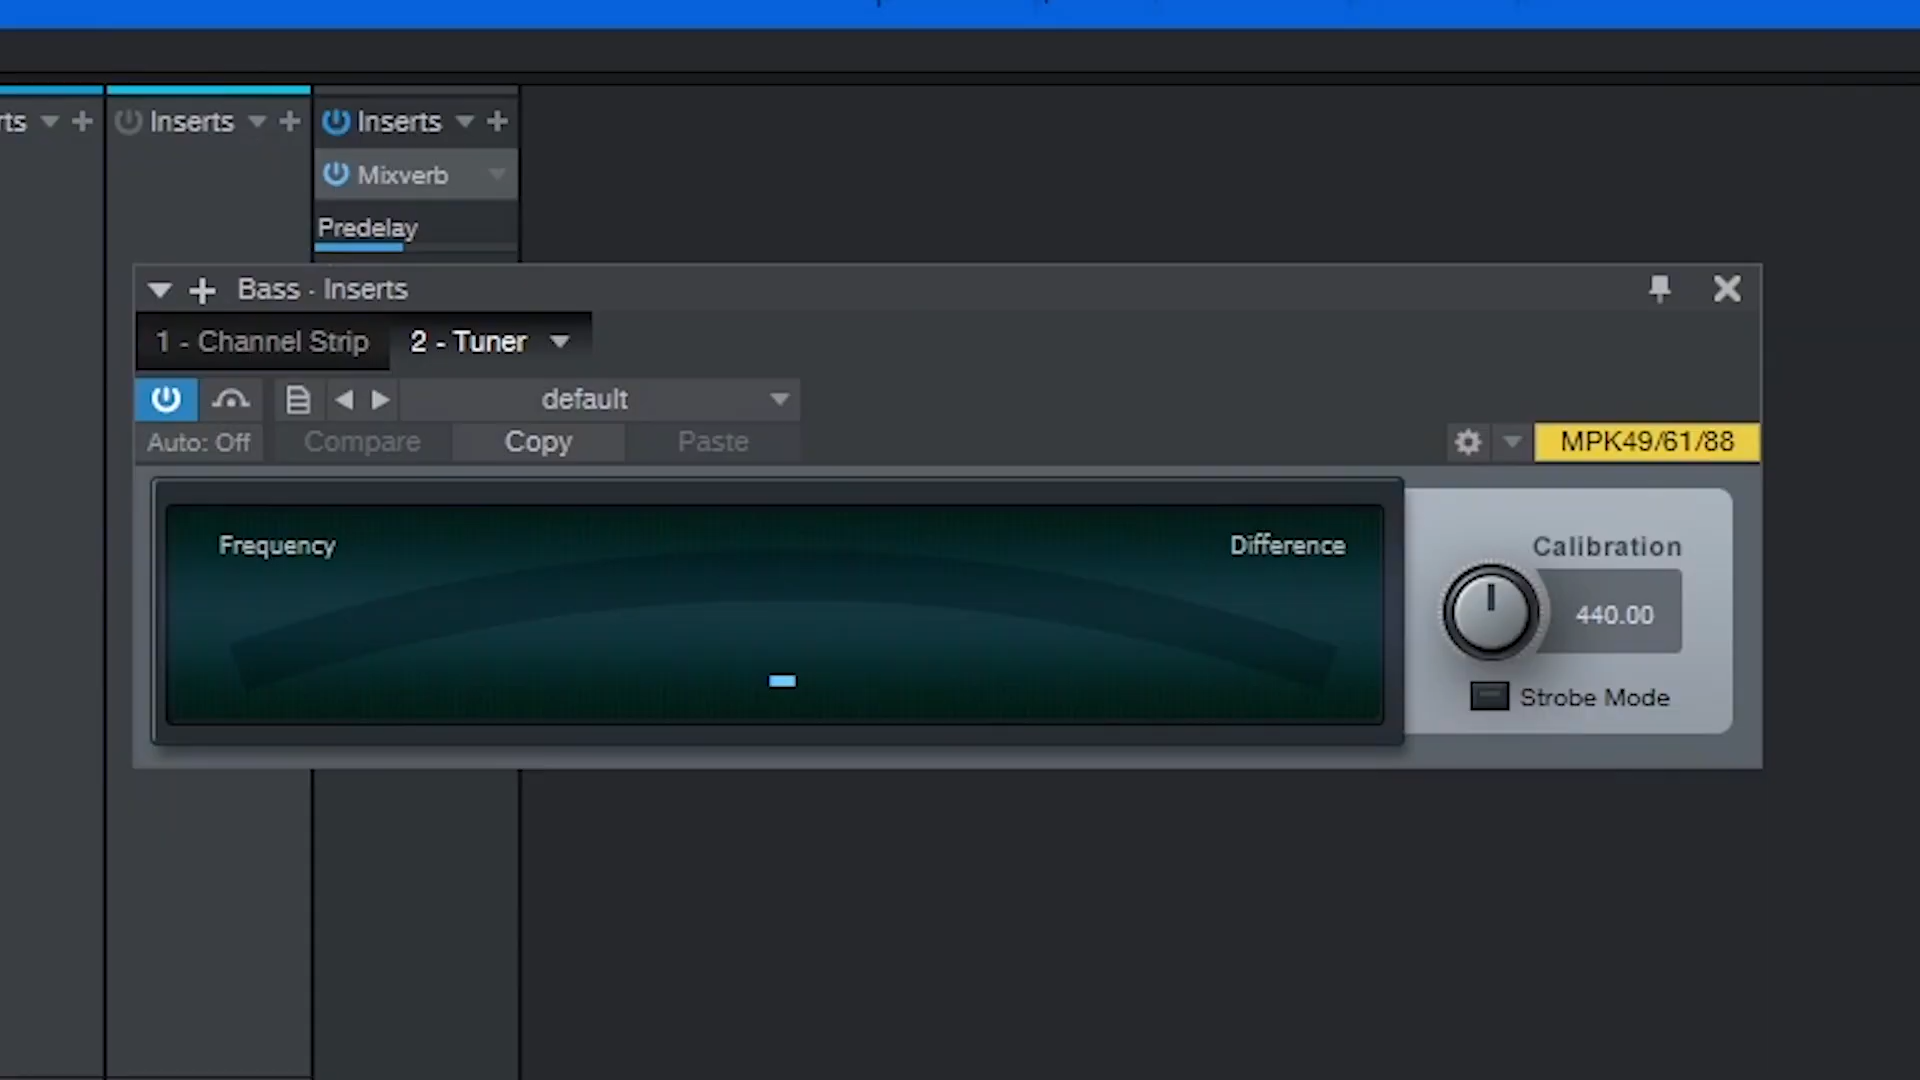 rts
Inserts
Inserts
Mixverb
Predelay
Bass - Inserts
1 - Channel Strip
2 - Tuner
default
Auto: Off
Compare
Copy
Paste
MPK49/61/88
Frequency
Difference
Calibration
440.00
Strobe Mode